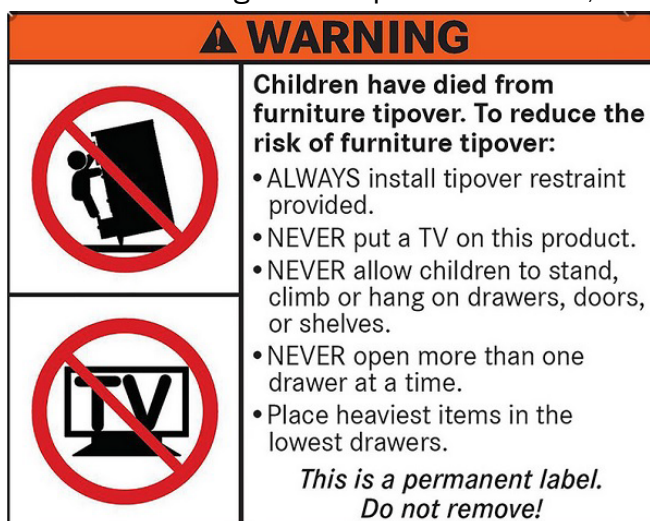 WARNING
Children have died from
furniture tipover. To reduce the
risk of furniture tipover:
• ALWAYS install tipover restraint
provided.
• NEVER put a TV on this product.
• NEVER allow children to stand,
climb or hang on drawers, doors,
or shelves.
• NEVER open more than one
drawer at a time.
• Place heaviest items in the
lowest drawers.
This is a permanent label.
Do not remove!
TV